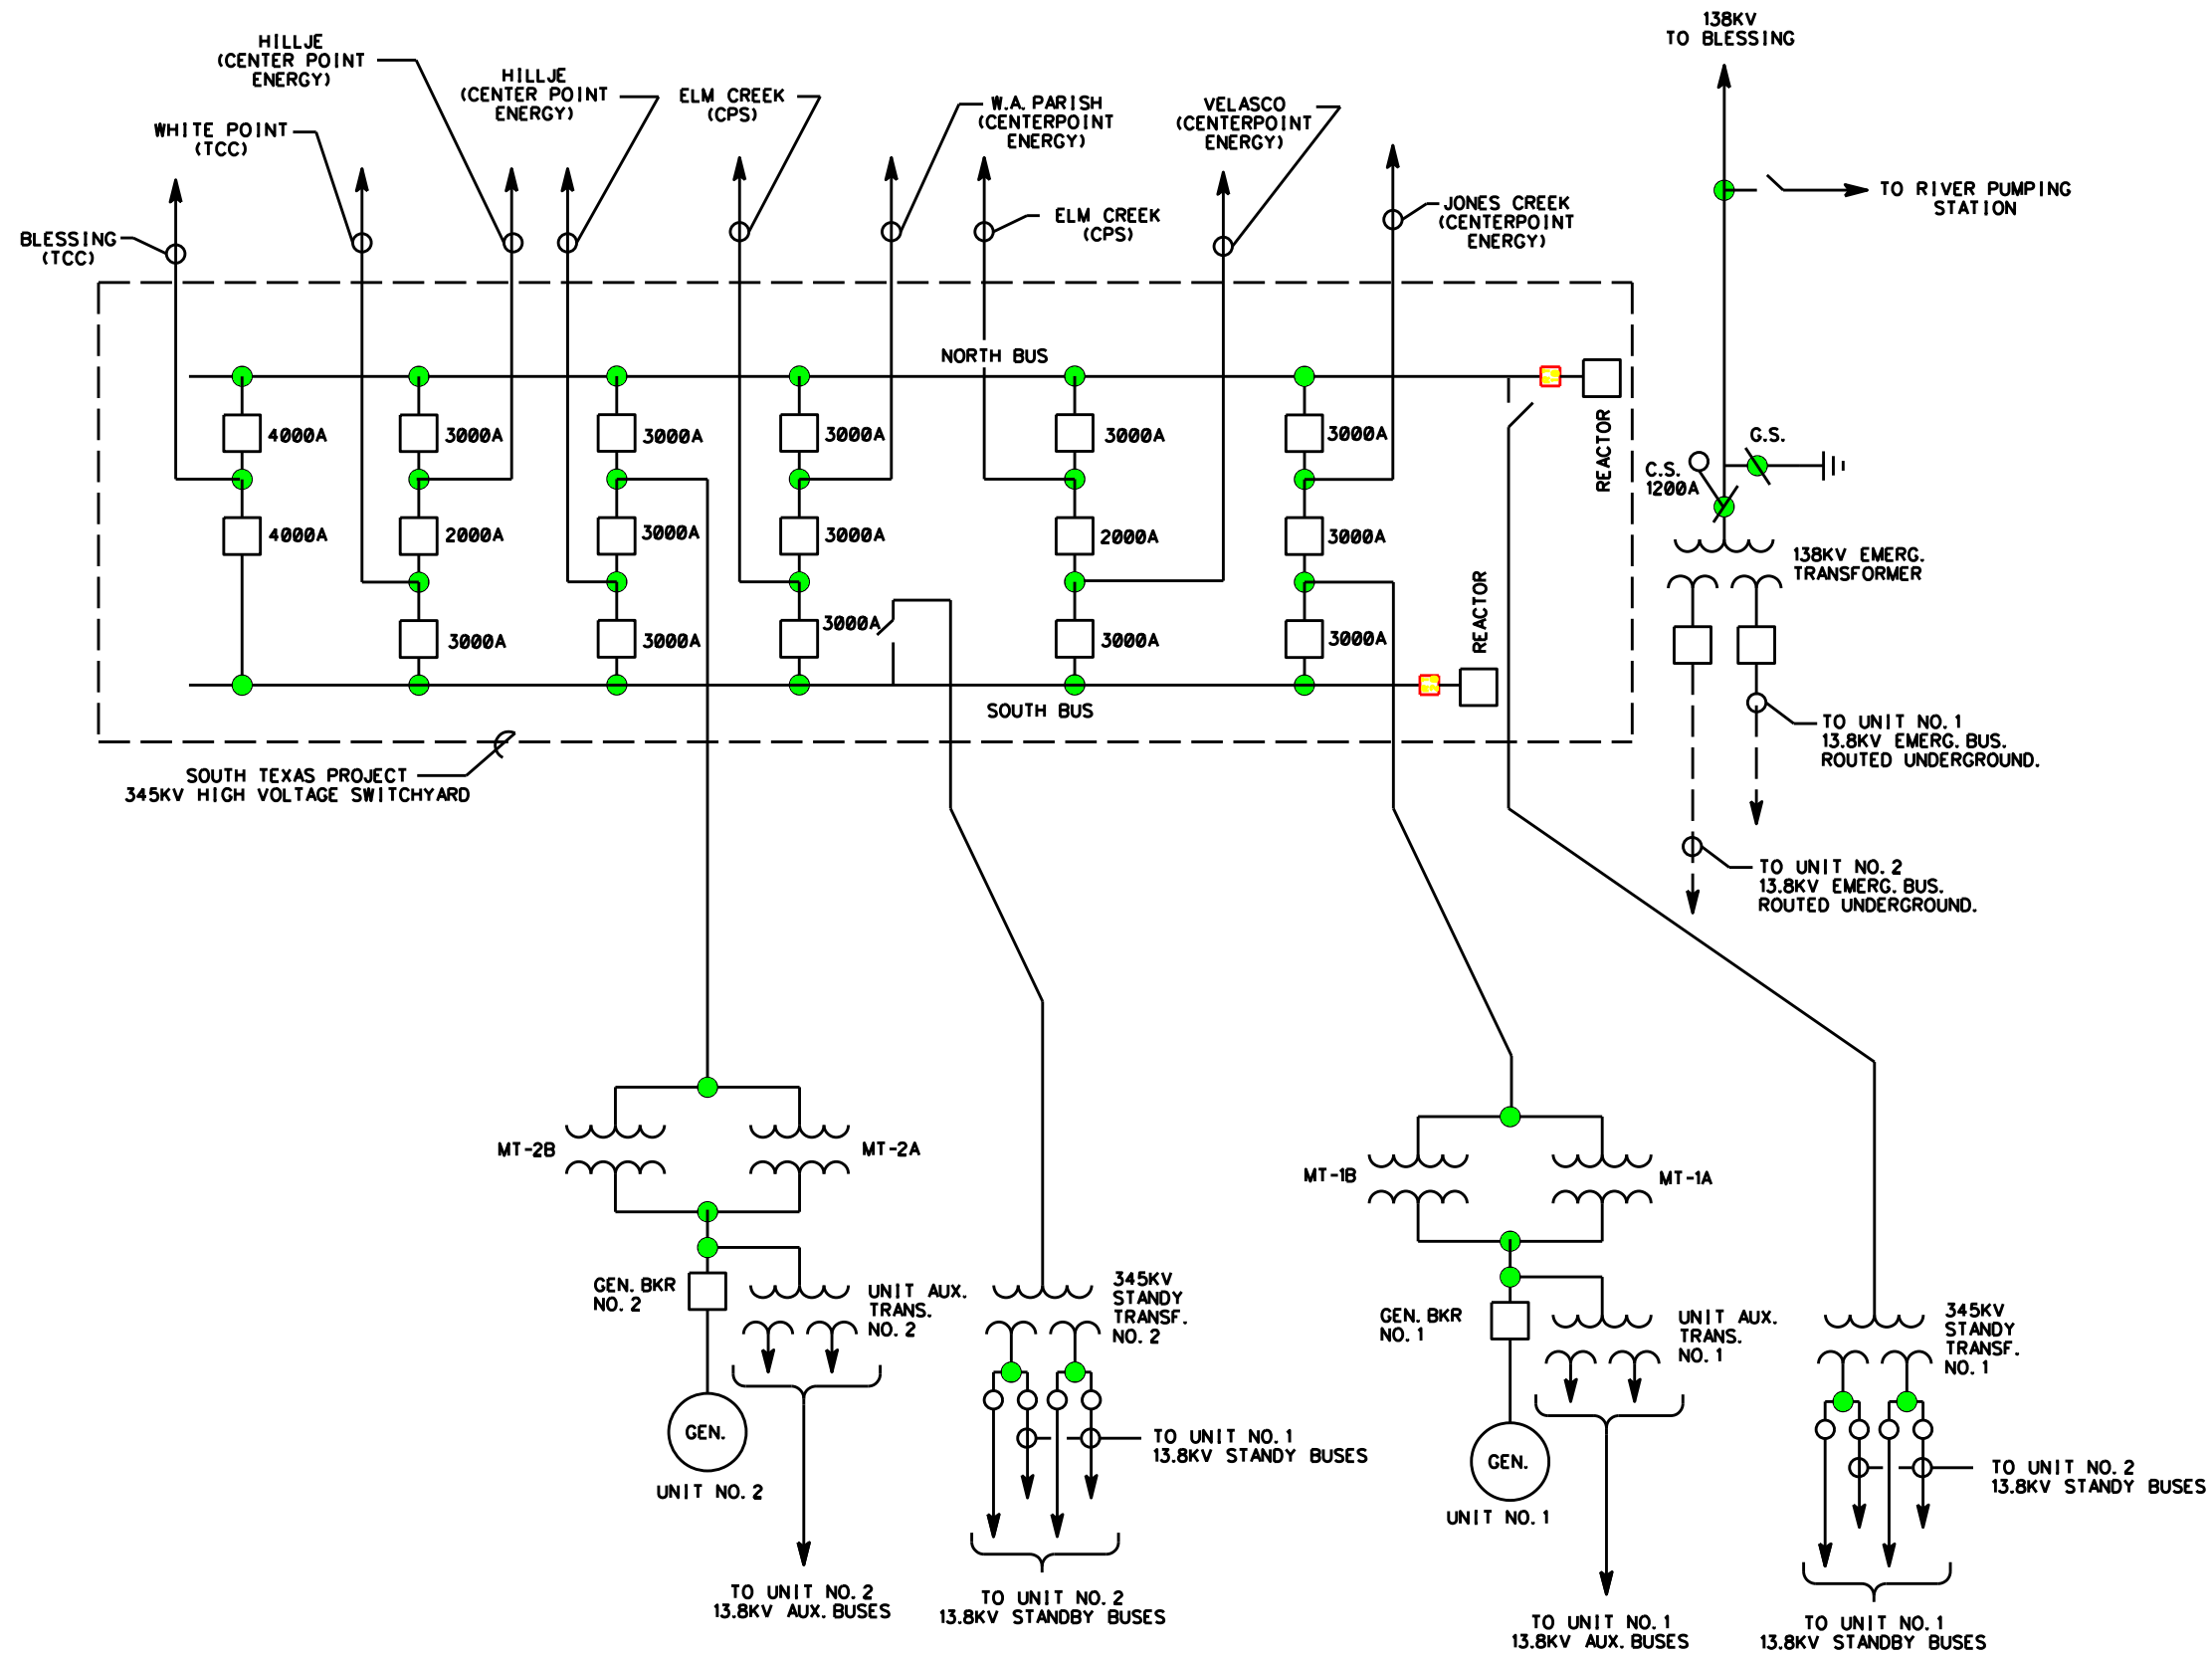 138KV
TO BLESSING
HILLJE
(CENTER POINT
ENERGY)
HILLJE
(CENTER POINT
ENERGY)
ELM CREEK
(CPS)
W.A. PARISH
(CENTERPOINT
ENERGY)
VELASCO
(CENTERPOINT
ENERGY)
WHITE POINT
(TCC)
TO RIVER PUMPING
STATION
JONES CREEK
(CENTERPOINT
ENERGY)
ELM CREEK
(CPS)
BLESSING
(TCC)
NORTH BUS
4000A
3000A
3000A
3000A
3000A
3000A
REACTOR
G.S.
C.S.
1200A
4000A
2000A
3000A
3000A
2000A
3000A
138KV EMERG.
TRANSFORMER
3000A
3000A
3000A
3000A
3000A
REACTOR
SOUTH BUS
TO UNIT NO. 1
13.8KV EMERG. BUS.
ROUTED UNDERGROUND.
SOUTH TEXAS PROJECT
345KV HIGH VOLTAGE SWITCHYARD
TO UNIT NO. 2
13.8KV EMERG. BUS.
ROUTED UNDERGROUND.
MT-2B
MT-2A
MT-1B
MT-1A
GEN. BKR
NO. 2
UNIT AUX.
TRANS.
NO. 2
345KV
STANDY
TRANSF.
NO. 2
GEN. BKR
NO. 1
UNIT AUX.
TRANS.
NO. 1
345KV
STANDY
TRANSF.
NO. 1
GEN.
UNIT NO. 2
TO UNIT NO. 1
13.8KV STANDY BUSES
GEN.
UNIT NO. 1
TO UNIT NO. 2
13.8KV STANDY BUSES
TO UNIT NO. 2
13.8KV AUX. BUSES
TO UNIT NO. 2
13.8KV STANDBY BUSES
TO UNIT NO. 1
13.8KV AUX. BUSES
TO UNIT NO. 1
13.8KV STANDBY BUSES